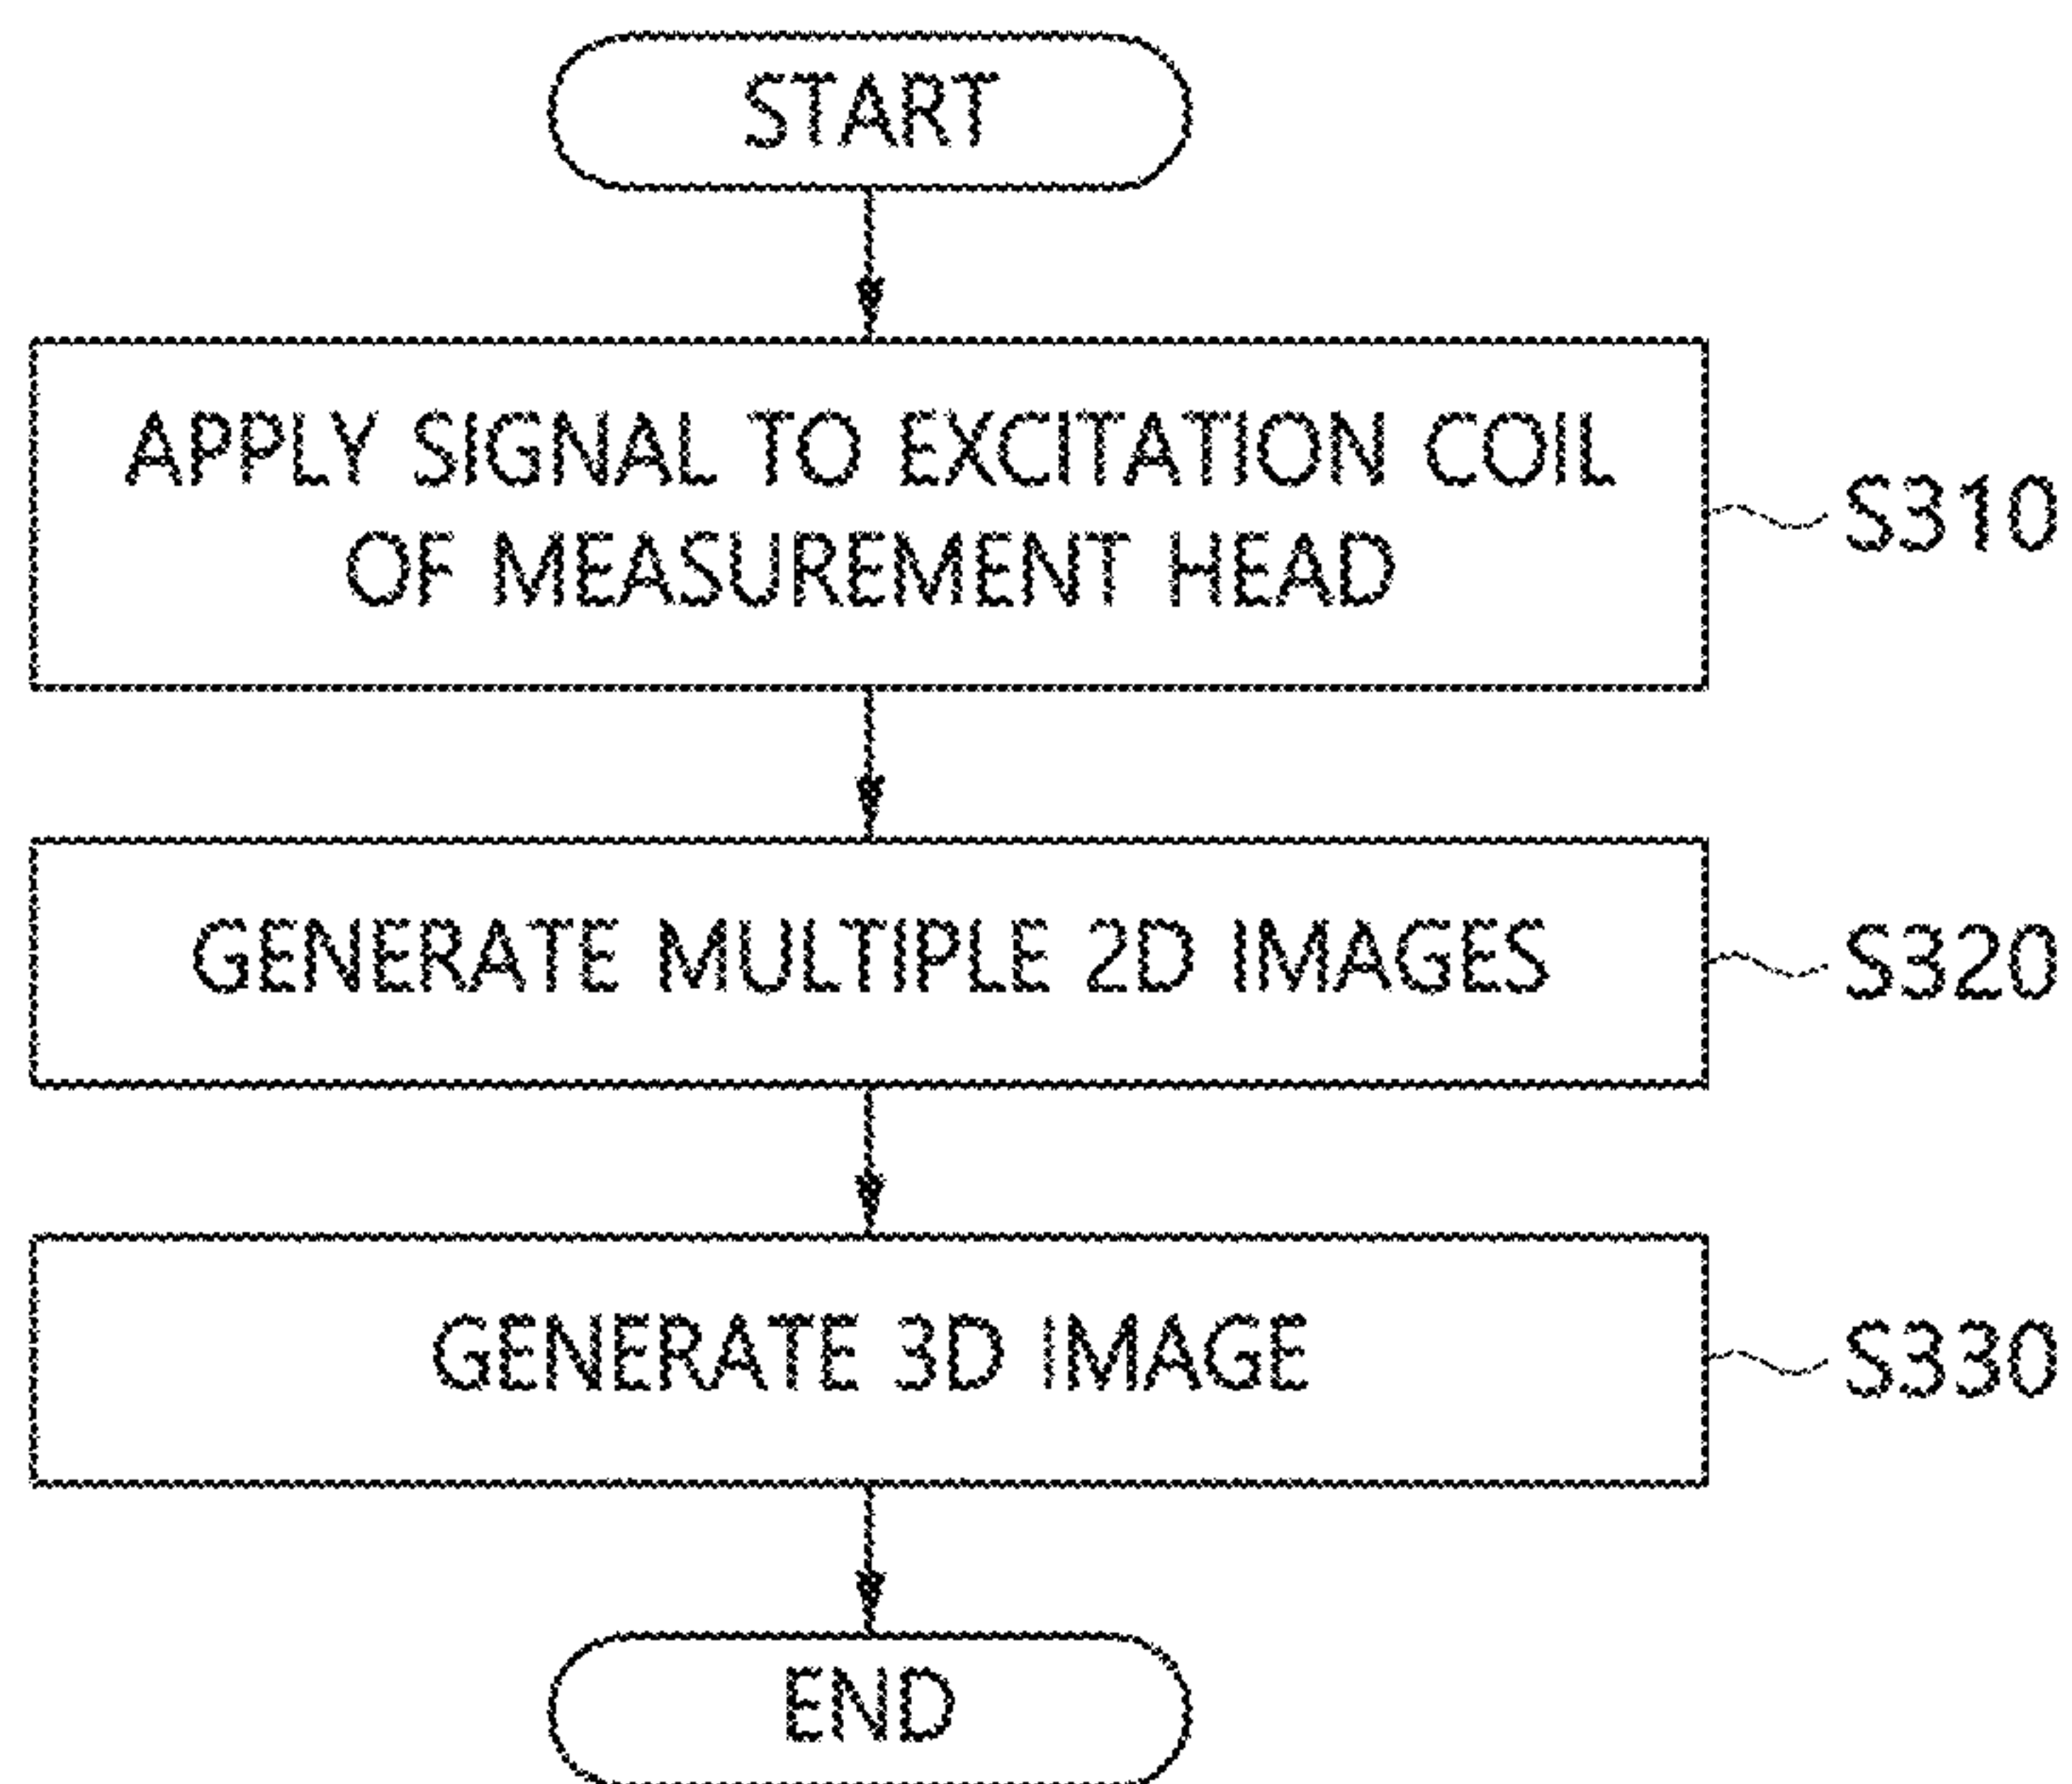 START
APPLY SIGNAL TO EXCITATION COIL
OF MEASUREMENT HEAD
S310
GENERATE MULTIPLE 2D IMAGES
S320
GENERATE 3D IMAGE
S330
END